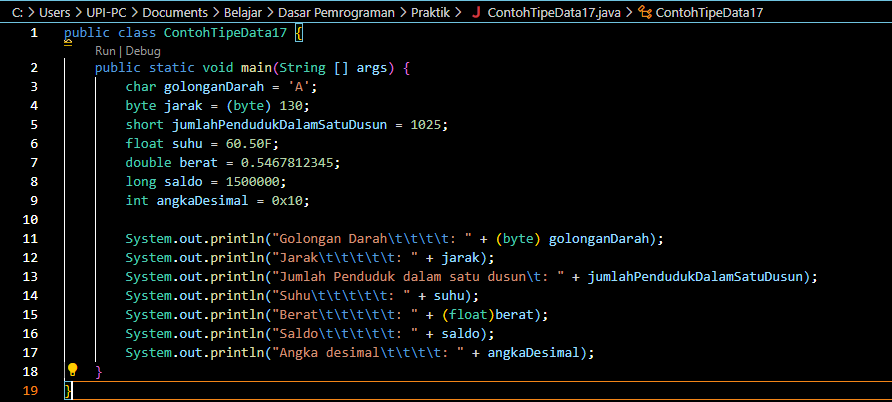 C: > Users > UPI-PC > Documents > Belajar > Dasar Pemrograman > Praktik > J ContohTipeData17.java > ContohTipeData17
1 public class ContohTipeData17 {
Run | Debug
2 public static void main(String [] args) {
3 char golonganDarah = 'A';
4 byte jarak = (byte) 130;
5 short jumlahPendudukDalamSatuDusun = 1025;
6 float suhu = 60.50F;
7 double berat = 0.5467812345;
8 long saldo = 1500000;
9 int angkaDesimal = 0x10;
10
11 System.out.println("Golongan Darah\t\t\t\t: " + (byte) golonganDarah);
12 System.out.println("Jarak\t\t\t\t\t: " + jarak);
13 System.out.println("Jumlah Penduduk dalam satu dusun\t: " + jumlahPendudukDalamSatuDusun);
14 System.out.println("Suhu\t\t\t\t\t: " + suhu);
15 System.out.println("Berat\t\t\t\t\t: " + (float)berat);
16 System.out.println("Saldo\t\t\t\t\t: " + saldo);
17 System.out.println("Angka desimal\t\t\t\t: " + angkaDesimal);
18 }
19 }